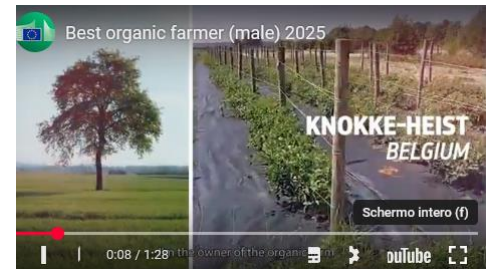 Best organic farmer (male) 2025
KNOKKE-HEIST
BELGIUM
Schermo intero (f)
0:08 / 1:28
the owner of the organic
ouTube